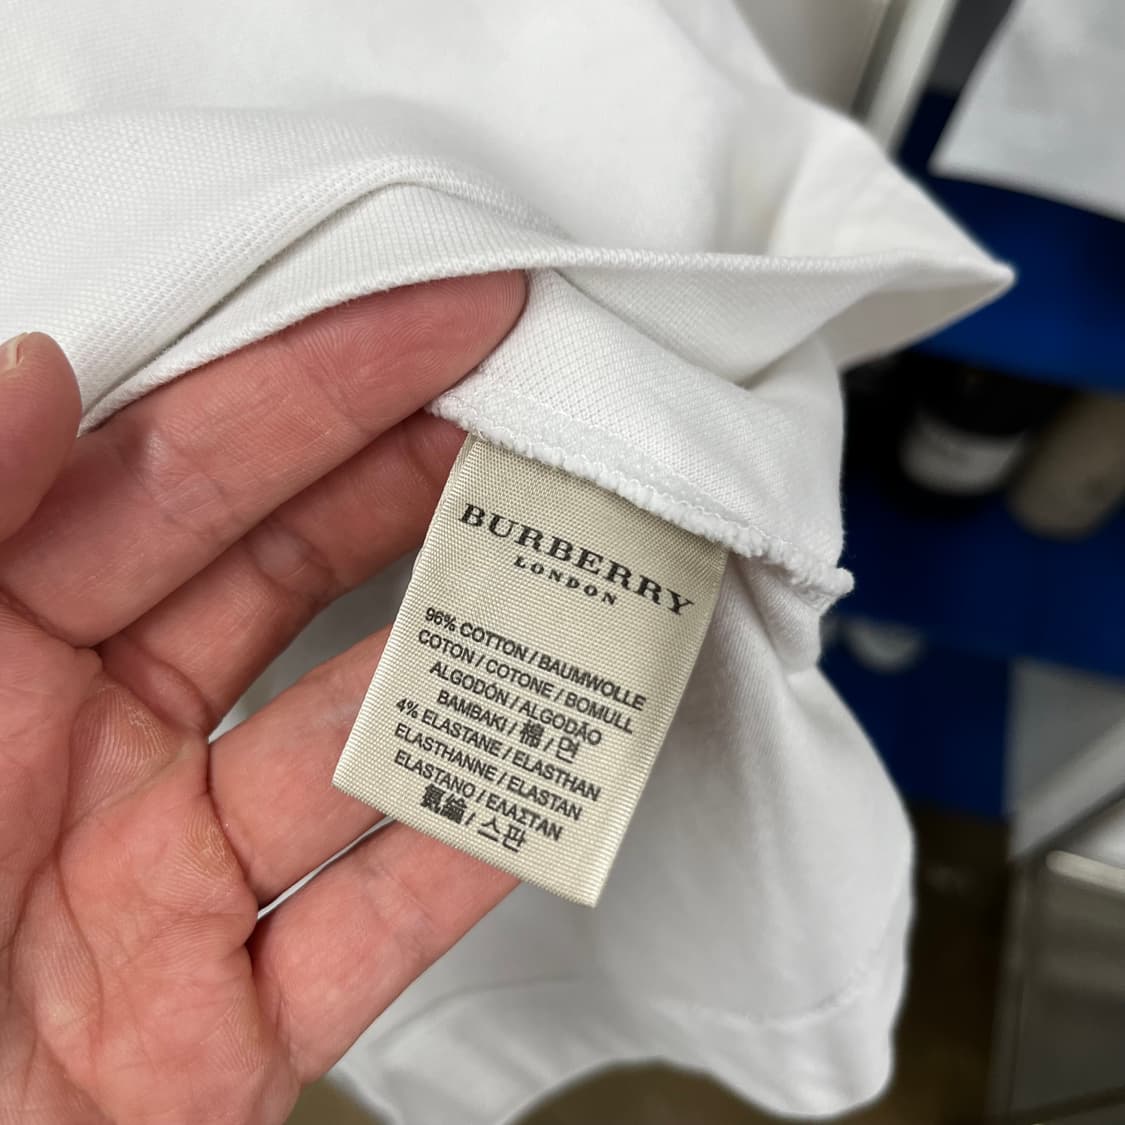 BURBERRY
LONDON
96% COTTON / BAUMWOLLE
COTON / COTONE / BOMULL
ALGODÓN / ALGODÃO
BAMBAKI / 棉 / 면
4% ELASTANE / ELASTHAN
ELASTHANNE / ELASTAN
ELASTANO / ΕΛΑΣΤΑΝ
氨綸 / 스판